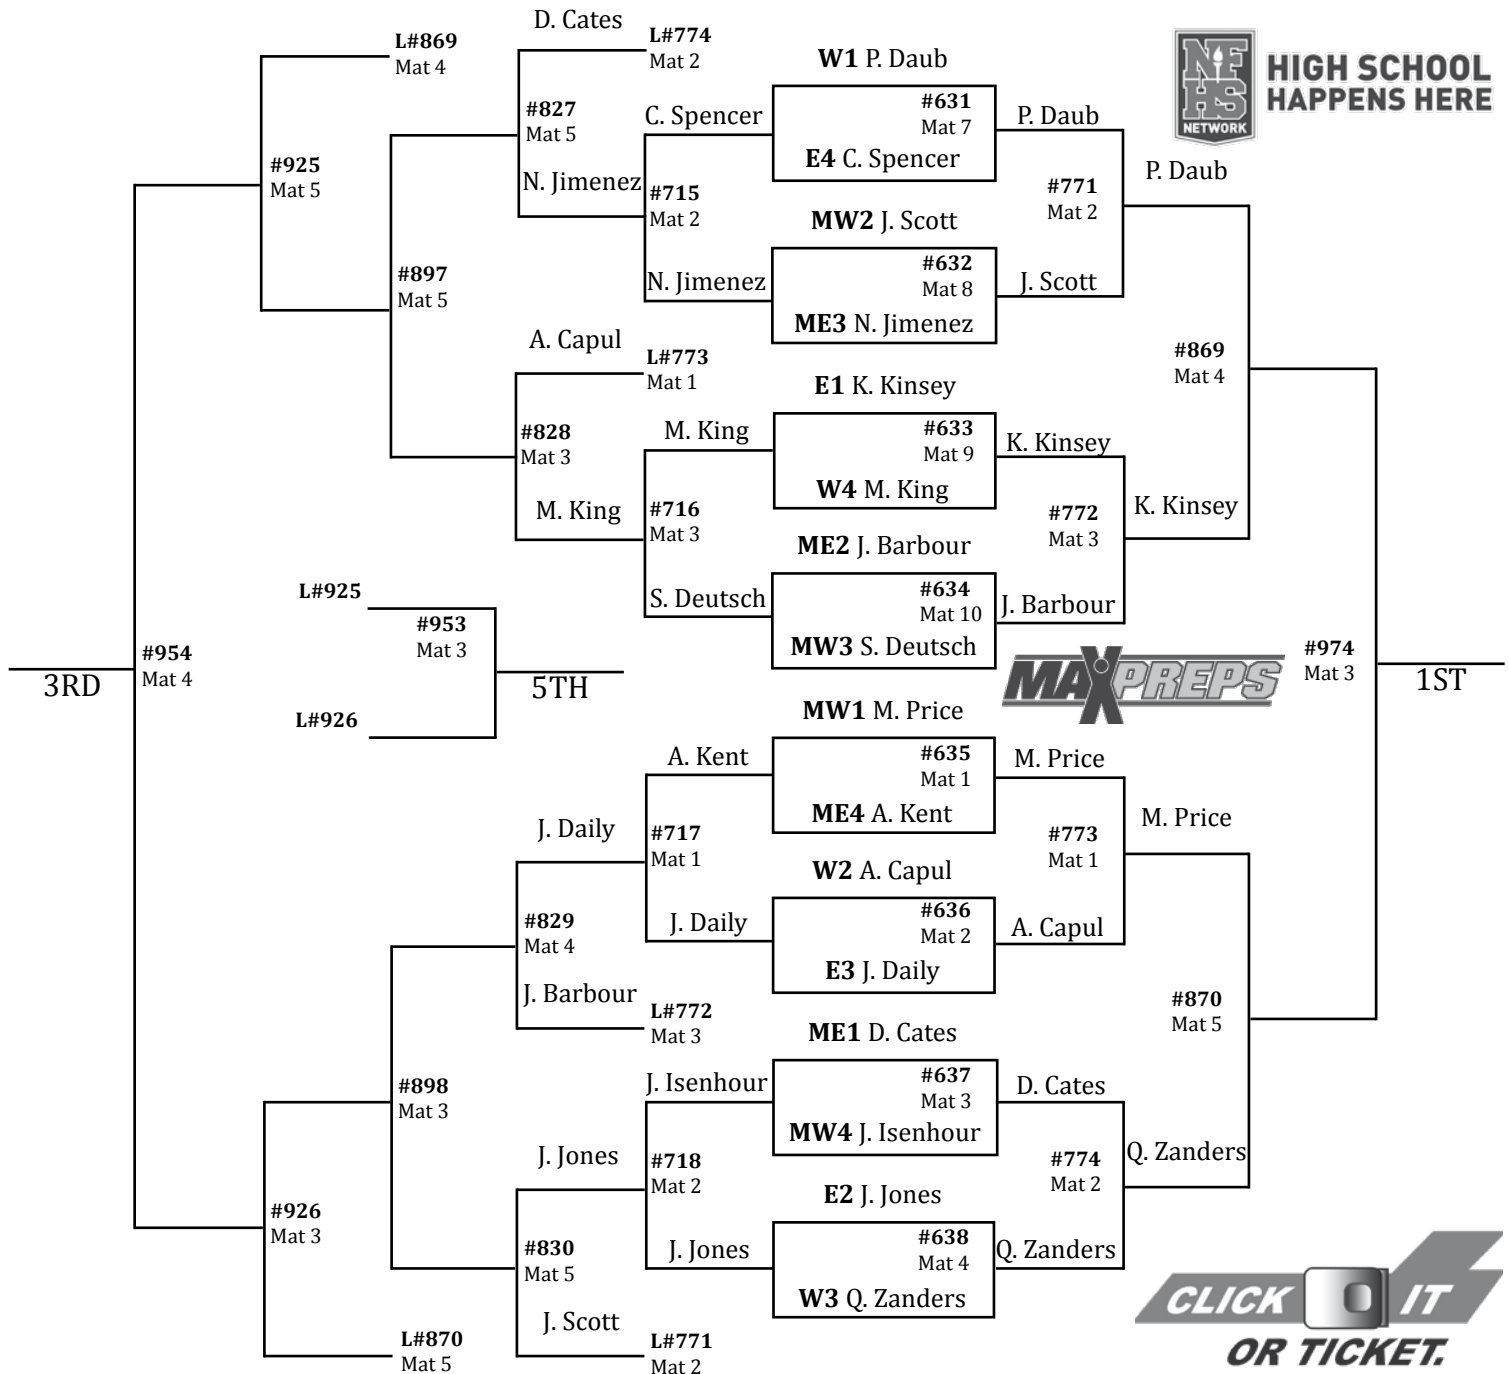 D. Cates
L#869
Mat 4
L#774
Mat 2
W1 P. Daub
NFHS
NETWORK
HIGH SCHOOL
HAPPENS HERE
#827
Mat 5
C. Spencer
#631
Mat 7
P. Daub
E4 C. Spencer
#925
Mat 5
N. Jimenez
#715
Mat 2
#771
Mat 2
P. Daub
MW2 J. Scott
#897
Mat 5
N. Jimenez
#632
Mat 8
J. Scott
ME3 N. Jimenez
A. Capul
L#773
Mat 1
#869
Mat 4
E1 K. Kinsey
#828
Mat 3
M. King
#633
Mat 9
K. Kinsey
W4 M. King
M. King
#716
Mat 3
#772
Mat 3
K. Kinsey
ME2 J. Barbour
L#925
S. Deutsch
#634
Mat 10
J. Barbour
#953
Mat 3
MW3 S. Deutsch
#954
Mat 4
3RD
5TH
MAXPREPS
#974
Mat 3
1ST
L#926
MW1 M. Price
A. Kent
#635
Mat 1
M. Price
ME4 A. Kent
J. Daily
#717
Mat 1
#773
Mat 1
M. Price
W2 A. Capul
#829
Mat 4
J. Daily
#636
Mat 2
A. Capul
E3 J. Daily
J. Barbour
L#772
Mat 3
#870
Mat 5
ME1 D. Cates
#898
Mat 3
J. Isenhour
#637
Mat 3
D. Cates
MW4 J. Isenhour
J. Jones
#718
Mat 2
#774
Mat 2
Q. Zanders
E2 J. Jones
#926
Mat 3
#830
Mat 5
J. Jones
#638
Mat 4
Q. Zanders
W3 Q. Zanders
J. Scott
L#870
Mat 5
L#771
Mat 2
CLICK IT
OR TICKET.